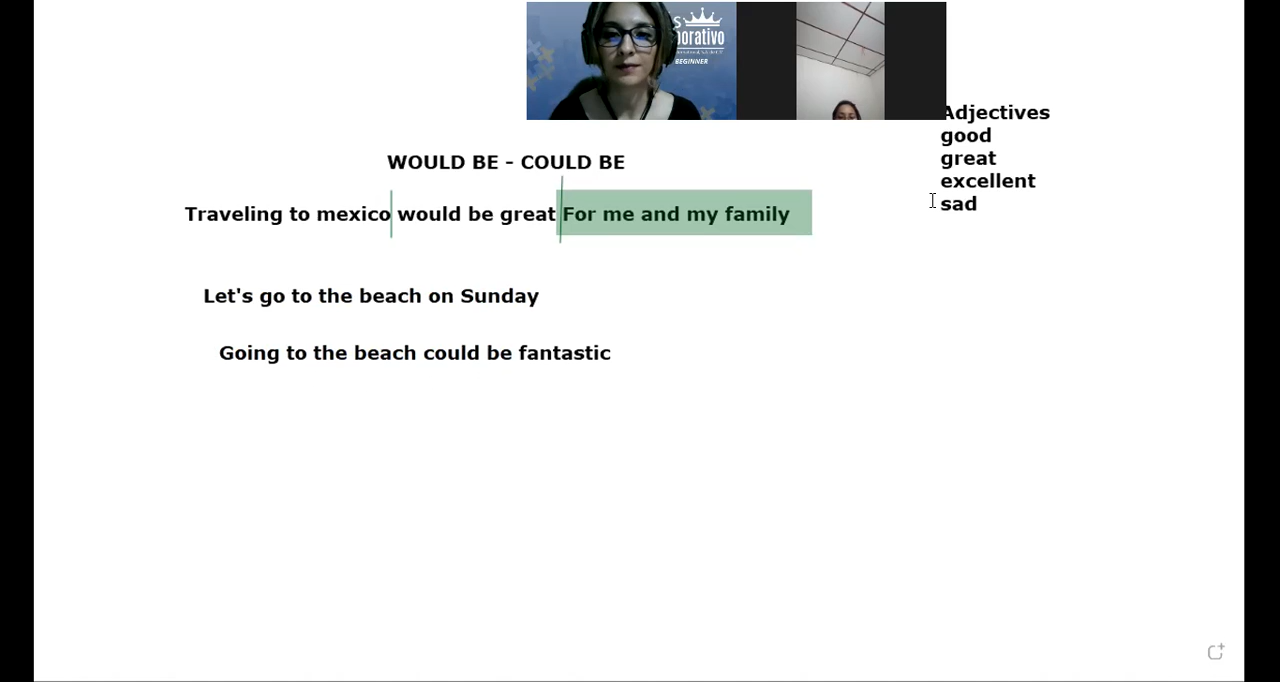 S
orativo
BEGINNER
Adjectives
good
great
excellent
sad
WOULD BE - COULD BE
Traveling to mexico would be great For me and my family
Let's go to the beach on Sunday
Going to the beach could be fantastic